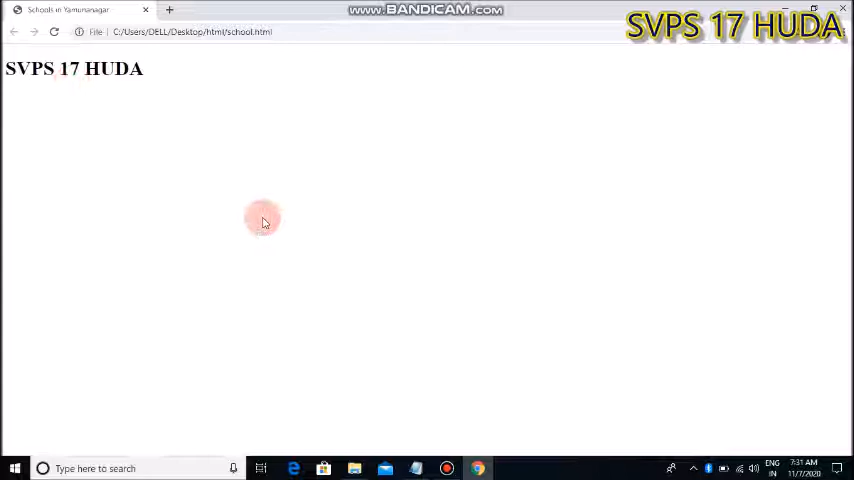 Schools in Yamunanagar
www.BANDICAM.com
SVPS 17 HUDA
File
C:/Users/DELL/Desktop/html/school.html
SVPS 17 HUDA
Type here to search
ENG
IN
7:31 AM
11/7/2020